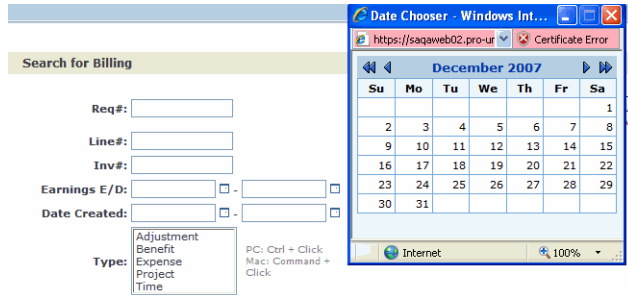 Search for Billing
Req#:
Line#:
Inv#:
Earnings E/D: -
Date Created: -
Type:
Adjustment
Benefit
Expense
Project
Time
PC: Ctrl + Click
Mac: Command +
Click
Date Chooser - Windows Int...
https://saqaweb02.pro-ur
Certificate Error
December 2007
Su Mo Tu We Th Fr Sa
1
2 3 4 5 6 7 8
9 10 11 12 13 14 15
16 17 18 19 20 21 22
23 24 25 26 27 28 29
30 31
Internet
100%